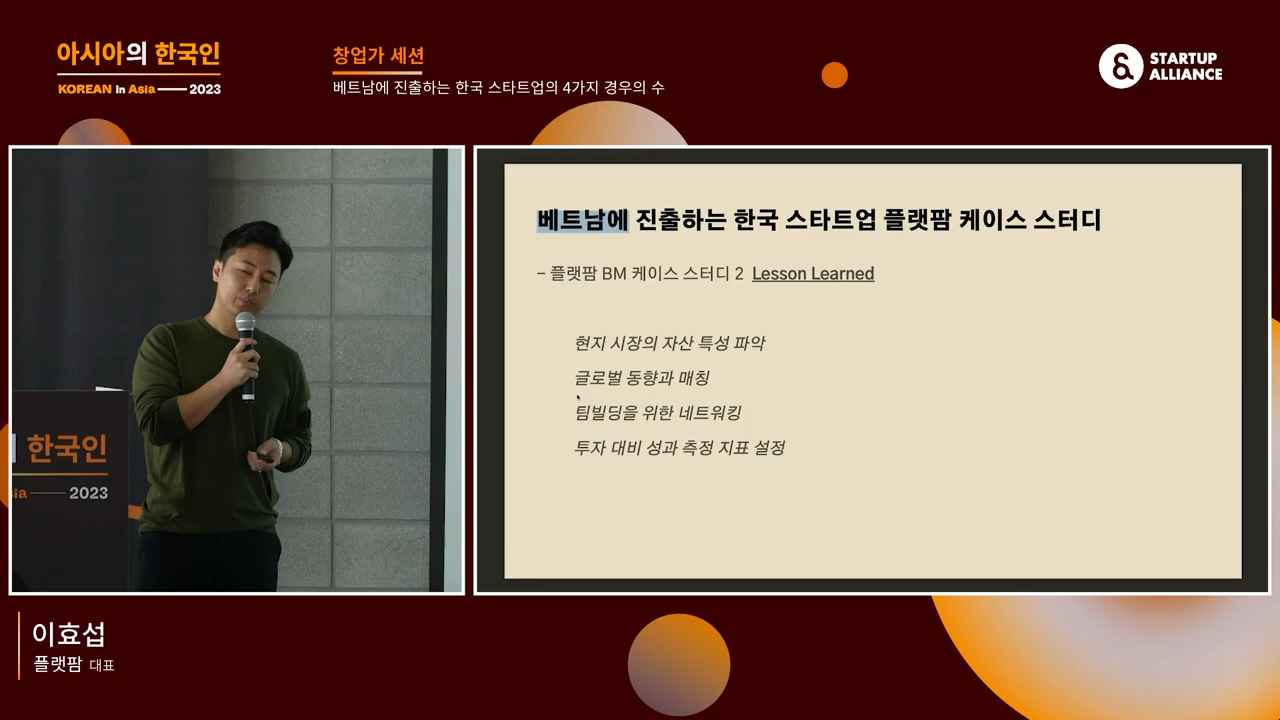 아시아의 한국인
KOREAN in Asia 2023
창업가 세션
베트남에 진출하는 한국 스타트업의 4가지 경우의 수
STARTUP
ALLIANCE
한국인
ia 2023
베트남에 진출하는 한국 스타트업 플랫팜 케이스 스터디
– 플랫팜 BM 케이스 스터디 2 Lesson Learned
현지 시장의 자산 특성 파악
글로벌 동향과 매칭
팀빌딩을 위한 네트워킹
투자 대비 성과 측정 지표 설정
이효섭
플랫팜 대표